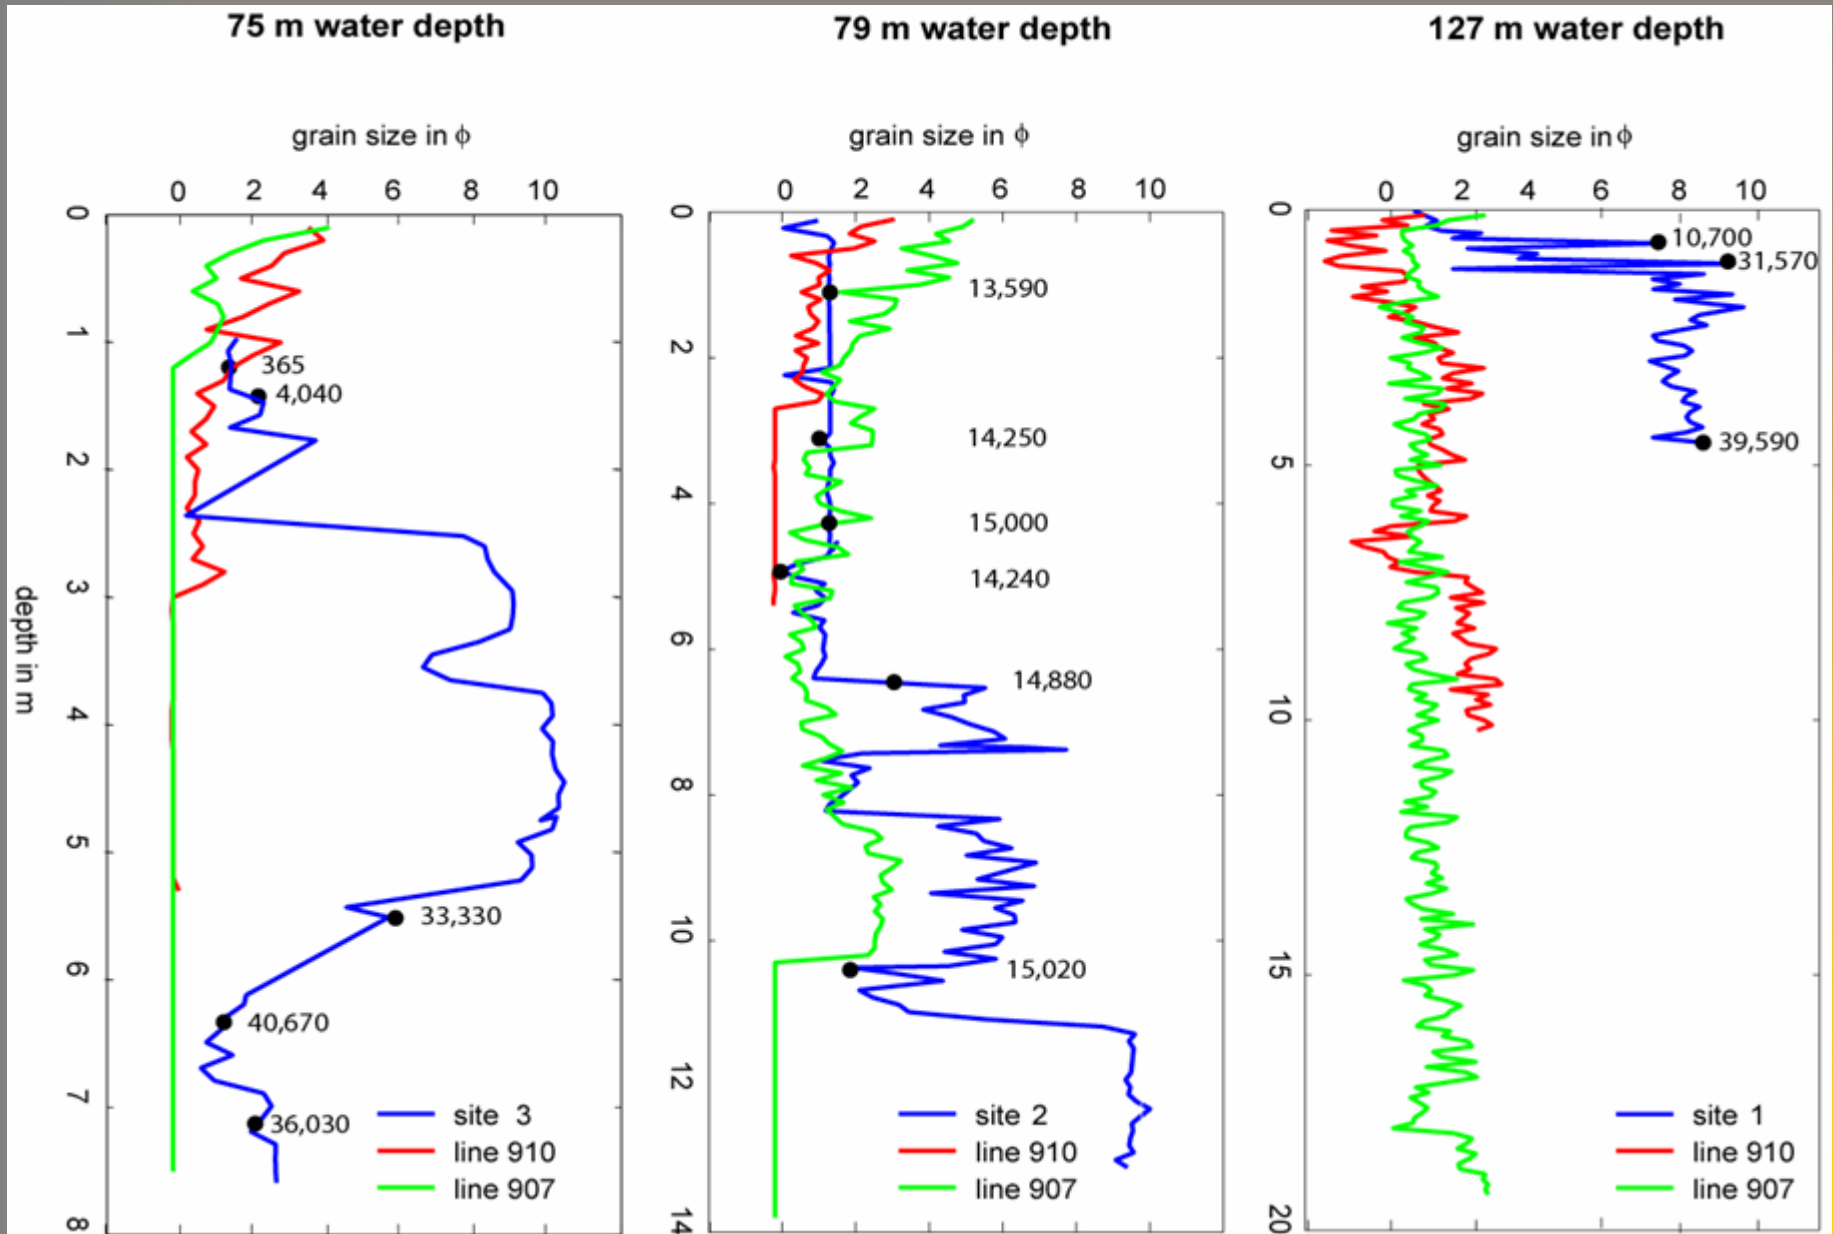 75 m water depth
79 m water depth
127 m water depth
grain size in ϕ
grain size in ϕ
grain size in ϕ
0 2 4 6 8 10
0 2 4 6 8 10
0 2 4 6 8 10
depth in m
0
1
2
3
4
5
6
7
8
365
4,040
33,330
40,670
36,030
site 3
line 910
line 907
0
2
4
6
8
10
12
14
13,590
14,250
15,000
14,240
14,880
15,020
site 2
line 910
line 907
0
5
10
15
20
10,700
31,570
39,590
site 1
line 910
line 907